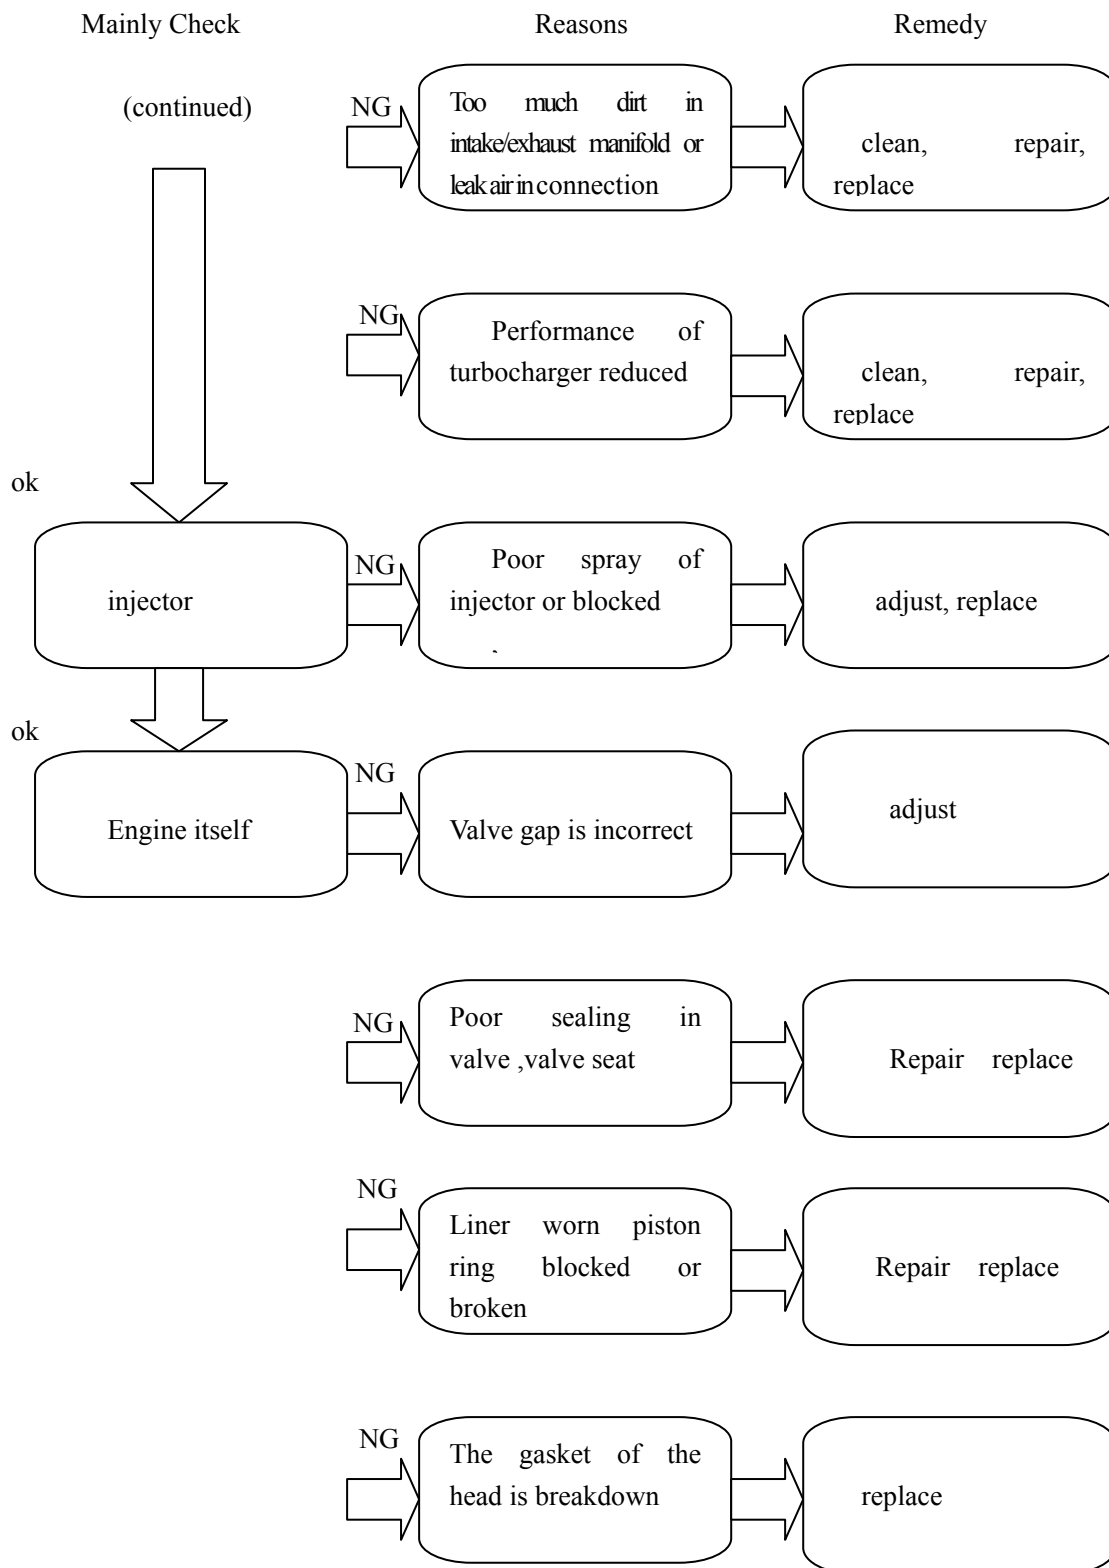 Mainly Check Reasons Remedy
(continued)
NG
Too much dirt in
intake/exhaust manifold or
leak air in connection
clean, repair,
replace
NG
Performance of
turbocharger reduced
clean, repair,
replace
ok
injector
NG
Poor spray of
injector or blocked
,
adjust, replace
ok
Engine itself
NG
Valve gap is incorrect
adjust
NG
Poor sealing in
valve ,valve seat
Repair replace
NG
Liner worn piston
ring blocked or
broken
Repair replace
NG
The gasket of the
head is breakdown
replace